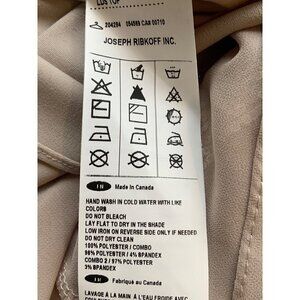 LDS TOP
204294 054989 CA# 00710
JOSEPH RIBKOFF INC.
EN
Made In Canada
HAND WASH IN COLD WATER WITH LIKE
COLORS
DO NOT BLEACH
LAY FLAT TO DRY IN THE SHADE
LOW IRON ON REVERSE SIDE ONLY IF NEEDED
DO NOT DRY CLEAN
100% POLYESTER / COMBO
96% POLYESTER / 4% SPANDEX
COMBO 2 / 97% POLYESTER
3% SPANDEX
FR
Fabriqué au Canada
LAVAGE À LA MAIN À L'EAU FROIDE AVEC